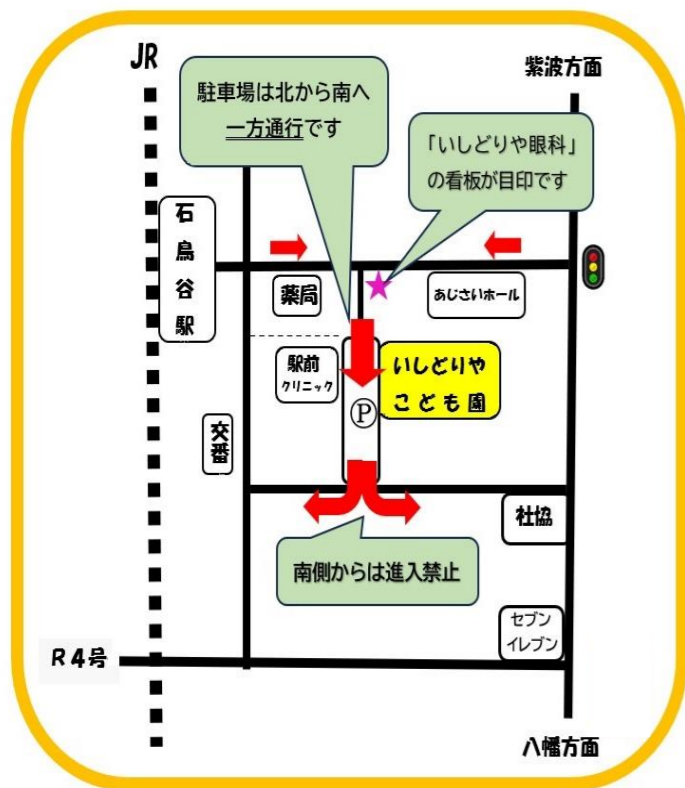 JR
紫波方面
駐車場は北から南へ
一方通行です
「いしどりや眼科」
の看板が目印です
石鳥谷駅
薬局
あじさいホール
駅前
クリニック
いしどりや
こども園
Ⓟ
交番
社協
南側からは進入禁止
セブン
イレブン
R4号
八幡方面